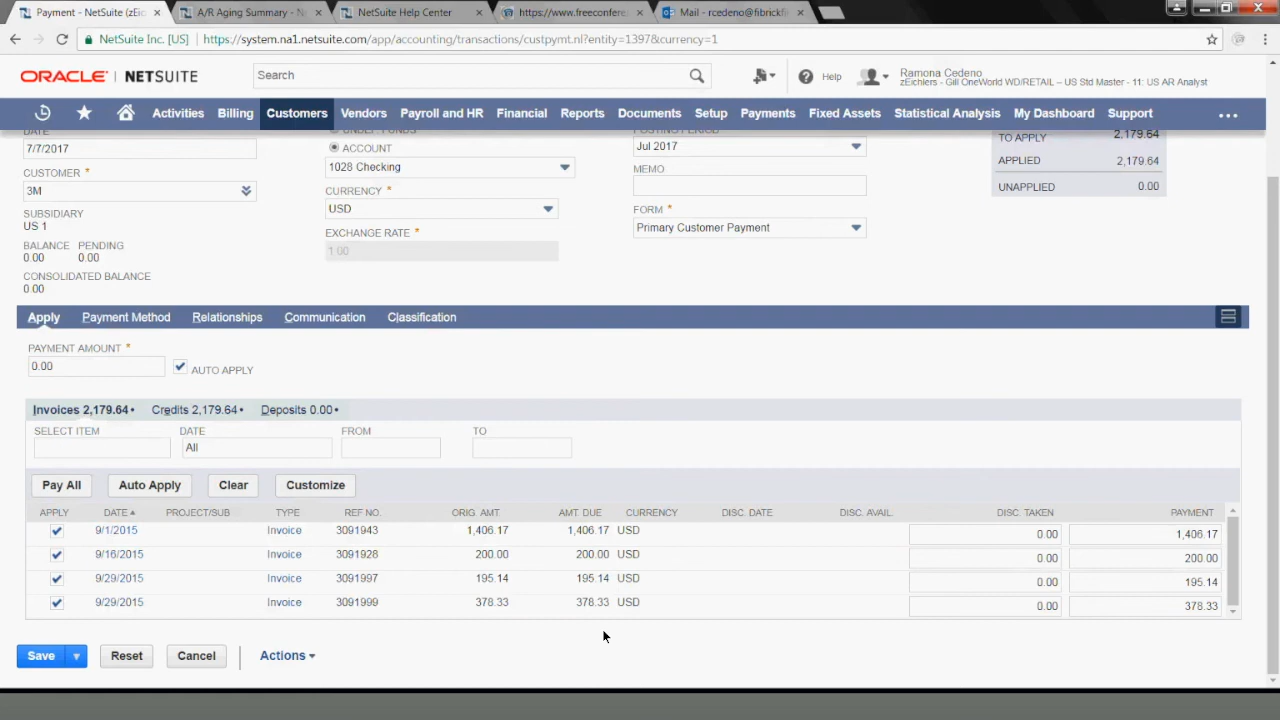 Payment - NetSuite (zEic
A/R Aging Summary - N
NetSuite Help Center
https://www.freeconfere
Mail - rcedeno@fibrickfi
NetSuite Inc. [US]
https://system.na1.netsuite.com/app/accounting/transactions/custpymt.nl?entity=1397&currency=1
ORACLE | NETSUITE
Search
Help
Ramona Cedeno
zEichlers - Gill OneWorld WD/RETAIL – US Std Master - 11: US AR Analyst
Activities Billing Customers Vendors Payroll and HR Financial Reports Documents Setup Payments Fixed Assets Statistical Analysis My Dashboard Support
DATE
7/7/2017
CUSTOMER *
3M
SUBSIDIARY
US 1
BALANCE PENDING
0.00 0.00
CONSOLIDATED BALANCE
0.00
UNDEP. FUNDS
ACCOUNT
1028 Checking
CURRENCY *
USD
EXCHANGE RATE *
1.00
POSTING PERIOD
Jul 2017
MEMO
FORM *
Primary Customer Payment
TO APPLY 2,179.64
APPLIED 2,179.64
UNAPPLIED 0.00
Apply Payment Method Relationships Communication Classification
PAYMENT AMOUNT *
0.00
AUTO APPLY
Invoices 2,179.64• Credits 2,179.64• Deposits 0.00•
SELECT ITEM DATE FROM TO
All
Pay All Auto Apply Clear Customize
APPLY DATE PROJECT/SUB TYPE REF NO. ORIG. AMT. AMT. DUE CURRENCY DISC. DATE DISC. AVAIL. DISC. TAKEN PAYMENT
9/1/2015 Invoice 3091943 1,406.17 1,406.17 USD 0.00 1,406.17
9/16/2015 Invoice 3091928 200.00 200.00 USD 0.00 200.00
9/29/2015 Invoice 3091997 195.14 195.14 USD 0.00 195.14
9/29/2015 Invoice 3091999 378.33 378.33 USD 0.00 378.33
Save Reset Cancel Actions